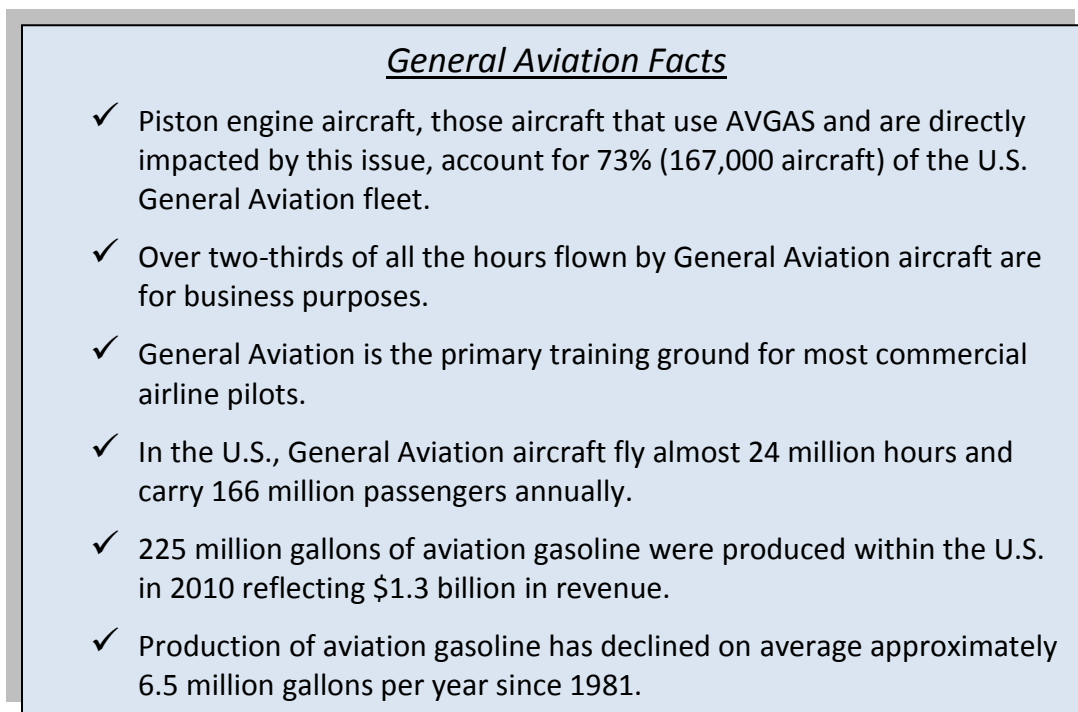 General Aviation Facts
✓ Piston engine aircraft, those aircraft that use AVGAS and are directly
impacted by this issue, account for 73% (167,000 aircraft) of the U.S.
General Aviation fleet.
✓ Over two-thirds of all the hours flown by General Aviation aircraft are
for business purposes.
✓ General Aviation is the primary training ground for most commercial
airline pilots.
✓ In the U.S., General Aviation aircraft fly almost 24 million hours and
carry 166 million passengers annually.
✓ 225 million gallons of aviation gasoline were produced within the U.S.
in 2010 reflecting $1.3 billion in revenue.
✓ Production of aviation gasoline has declined on average approximately
6.5 million gallons per year since 1981.